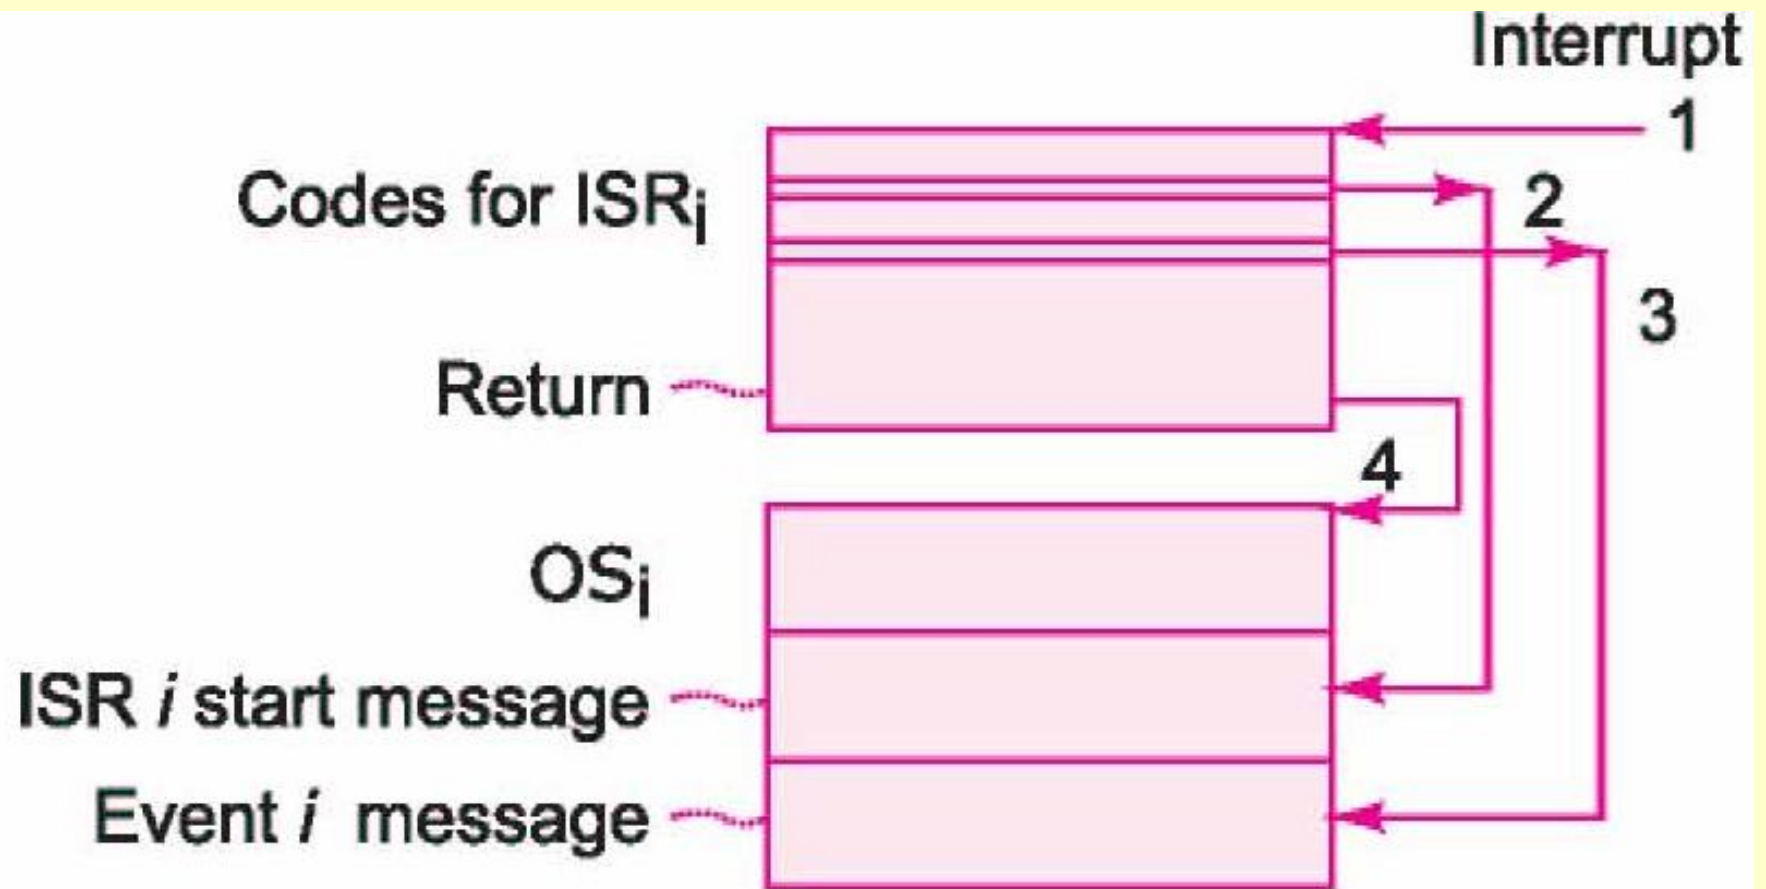 Interrupt
1
Codes for ISRi
2
3
Return
4
OSi
ISR i start message
Event i message